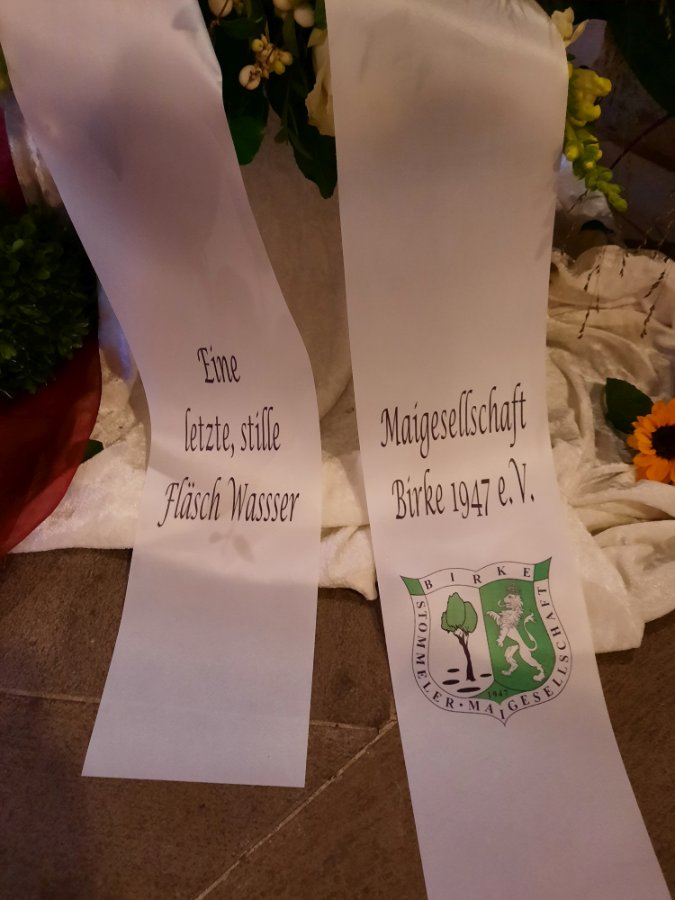 Eine
letzte, stille
Fläsch Wassser
Maigesellschaft
Birke 1947 e.V.
BIRKE
STOMMELER · MAIGESELLSCHAFT
1947